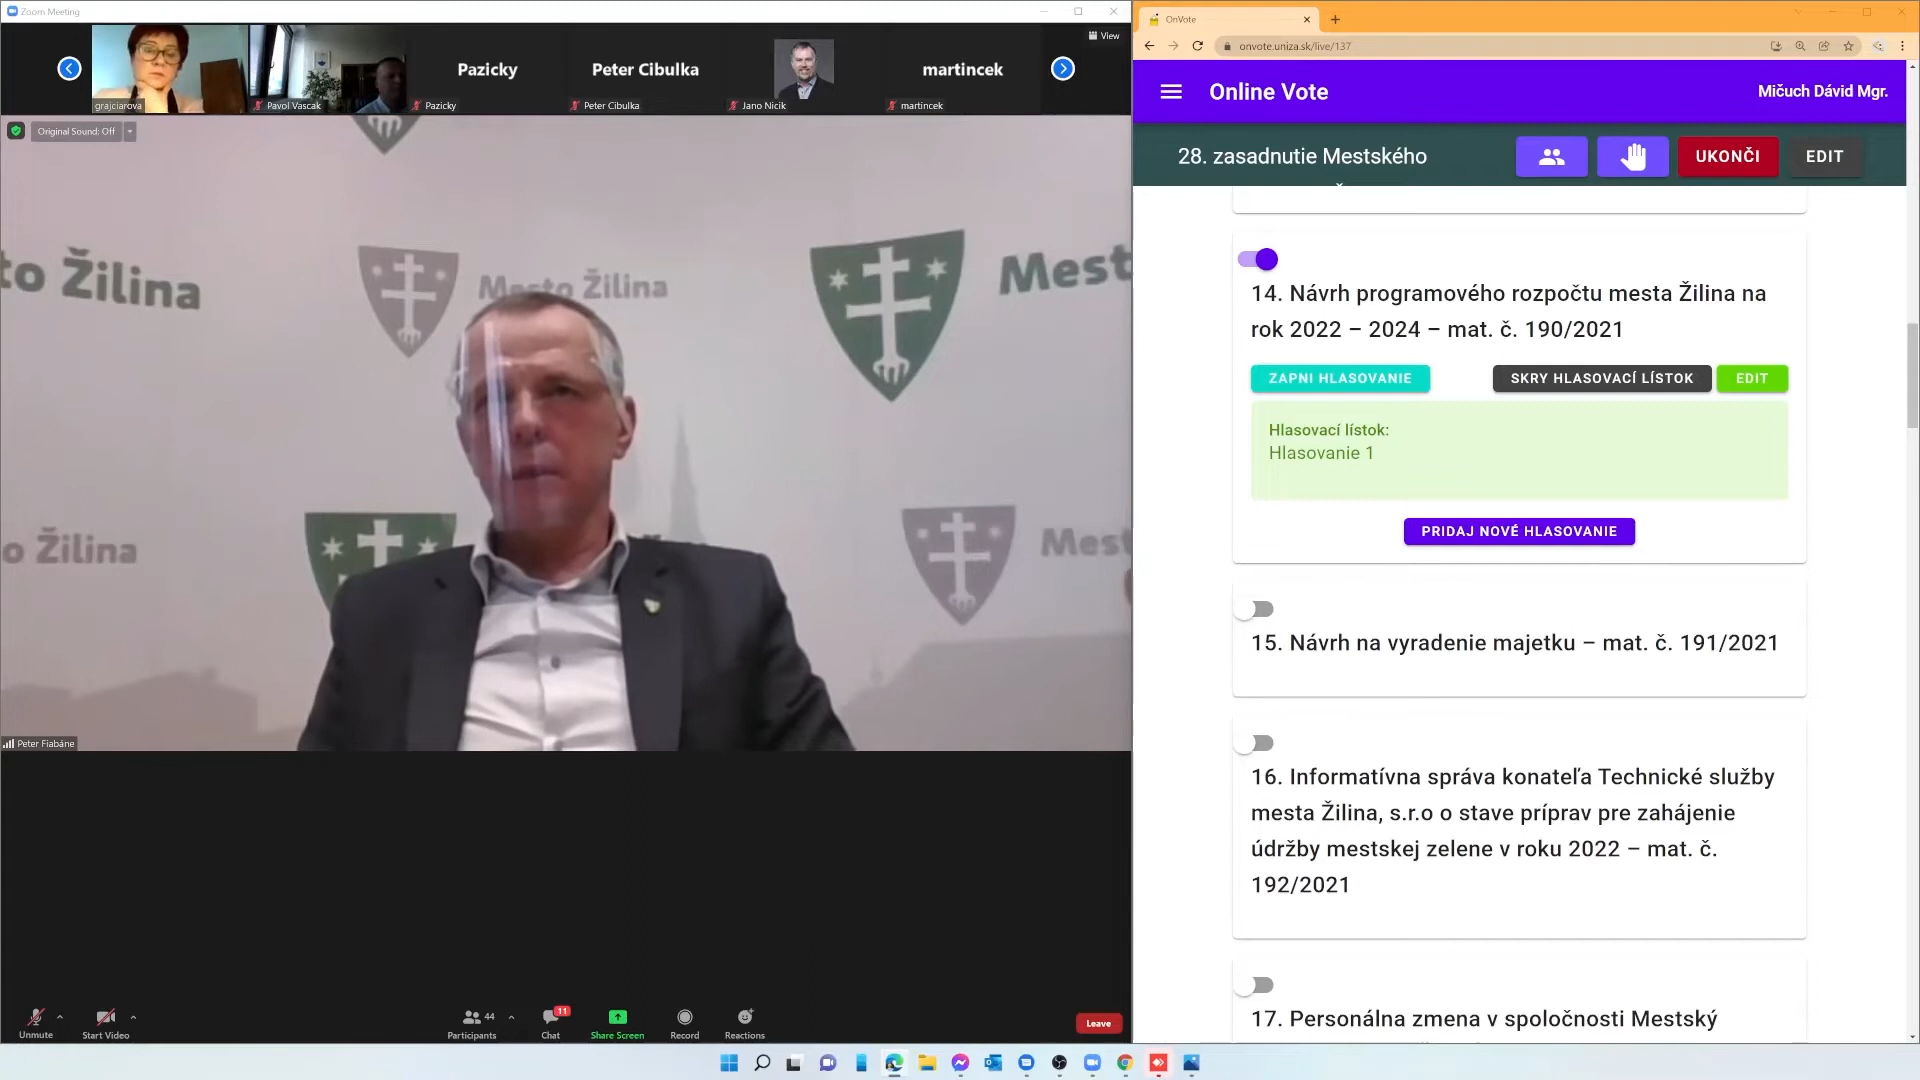 Zoom Meeting
View
grajciarova
Pavol Vascak
Pazicky
Pazicky
Peter Cibulka
Peter Cibulka
Jano Nicík
martincek
martincek
Original Sound: Off
to Žilina
Mesto Žilina
Mest
o Žilina
Mest
Peter Fiabáne
Unmute
Start Video
44
Participants
11
Chat
Share Screen
Record
Reactions
Leave
OnVote
onvote.uniza.sk/live/137
Online Vote
Mičuch Dávid Mgr.
28. zasadnutie Mestského
UKONČI
EDIT
14. Návrh programového rozpočtu mesta Žilina na
rok 2022 – 2024 – mat. č. 190/2021
ZAPNI HLASOVANIE
SKRY HLASOVACÍ LÍSTOK
EDIT
Hlasovací lístok:
Hlasovanie 1
PRIDAJ NOVÉ HLASOVANIE
15. Návrh na vyradenie majetku – mat. č. 191/2021
16. Informatívna správa konateľa Technické služby
mesta Žilina, s.r.o o stave príprav pre zahájenie
údržby mestskej zelene v roku 2022 – mat. č.
192/2021
17. Personálna zmena v spoločnosti Mestský